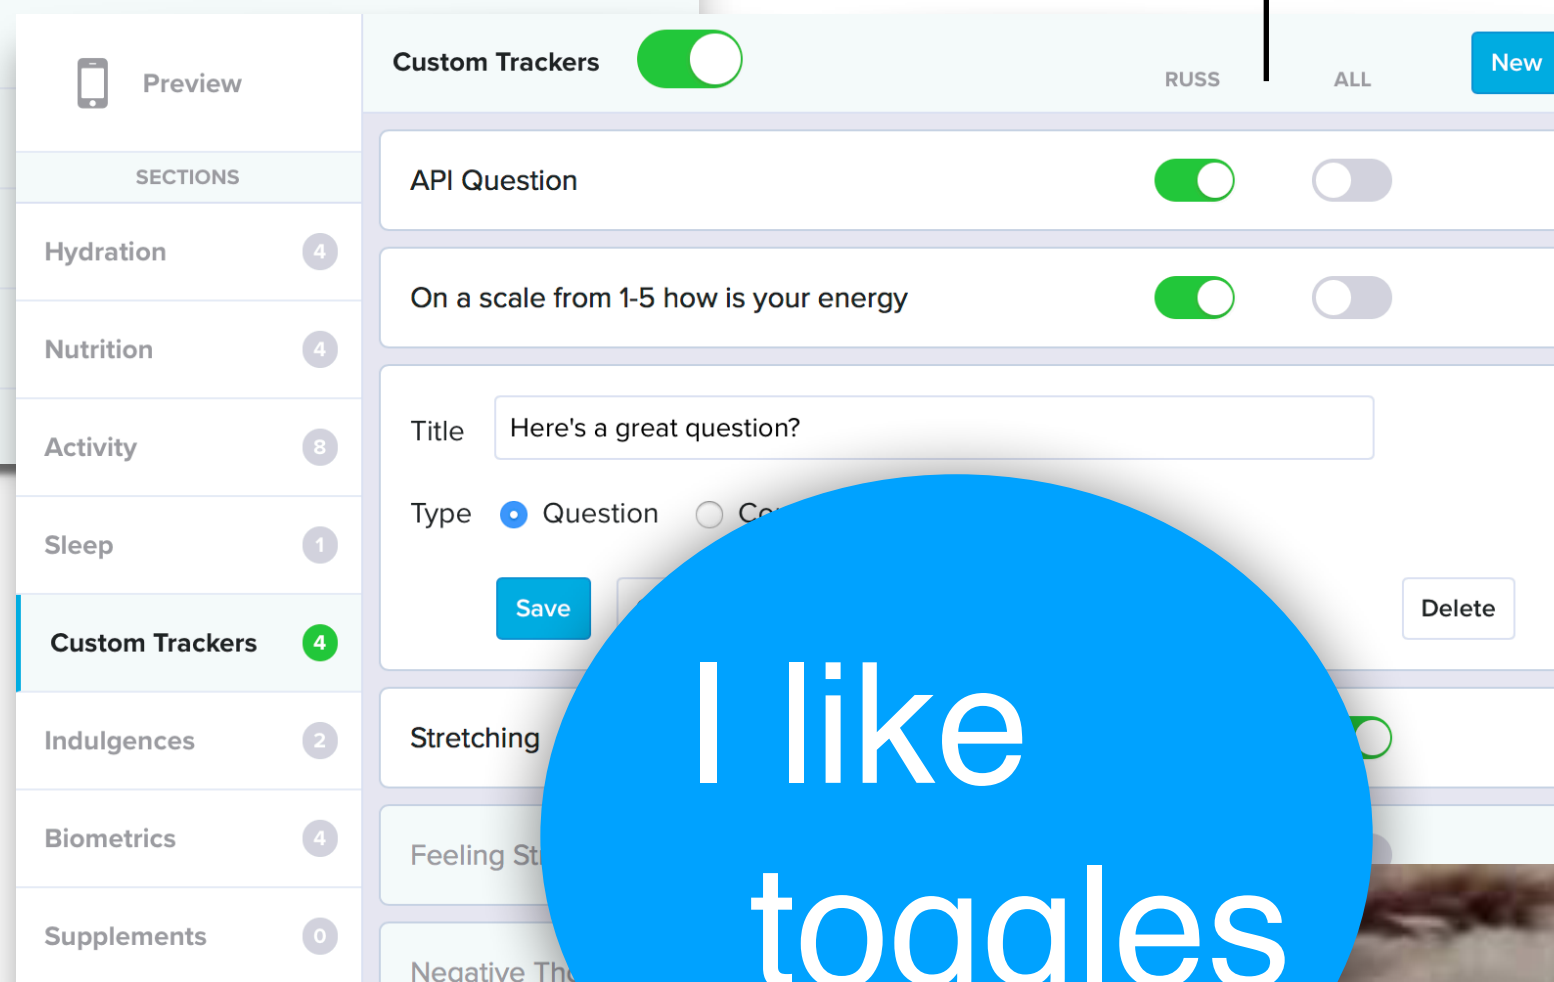 Preview
Custom Trackers
RUSS
ALL
New
SECTIONS
Hydration 4
Nutrition 4
Activity 8
Sleep 1
Custom Trackers 4
Indulgences 2
Biometrics 4
Supplements 0
API Question
On a scale from 1-5 how is your energy
Title Here's a great question?
Type Question
Save
Delete
Stretching
Feeling
Negative
I like
toggles